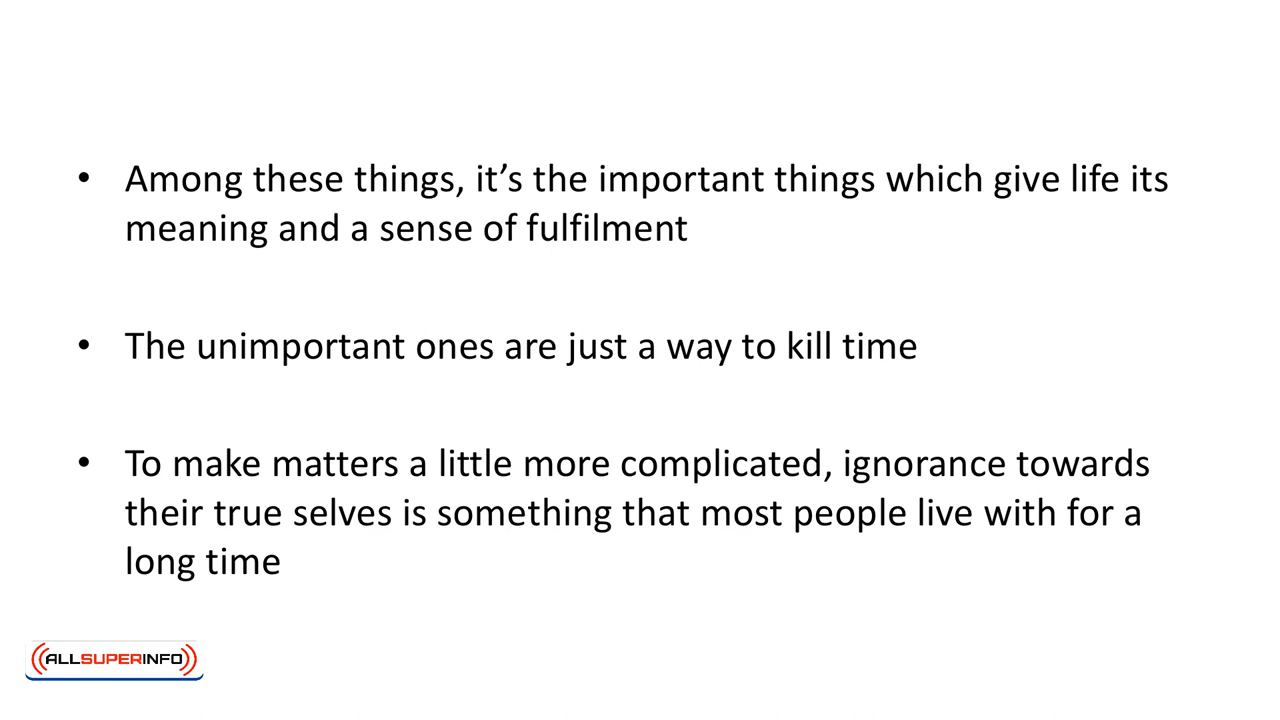 • Among these things, it’s the important things which give life its
meaning and a sense of fulfilment
• The unimportant ones are just a way to kill time
• To make matters a little more complicated, ignorance towards
their true selves is something that most people live with for a
long time
ALLSUPERINFO